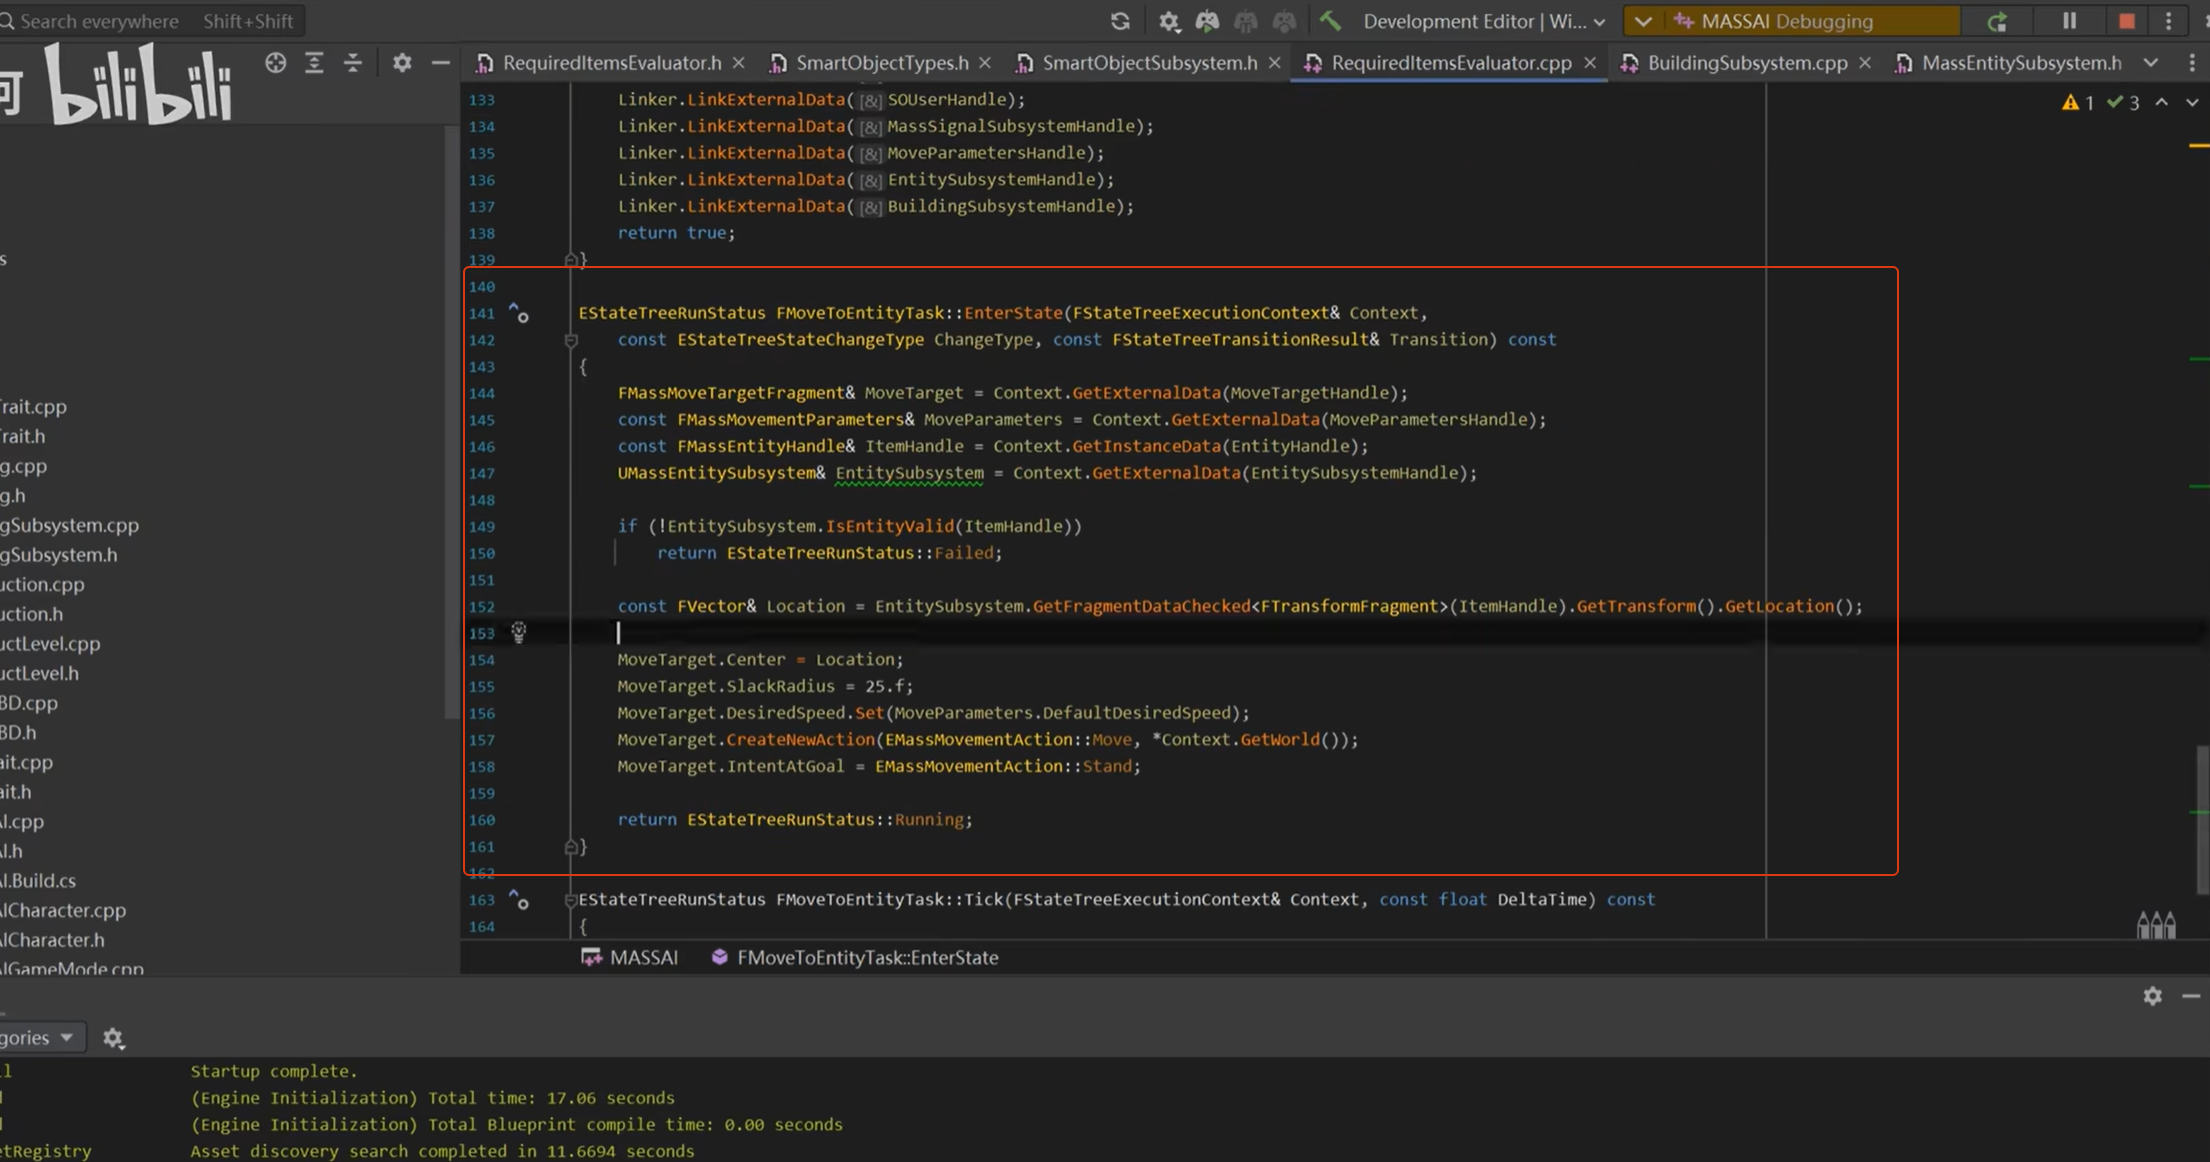 Search everywhere Shift+Shift
Development Editor | Wi...
MASSAI Debugging
bilibili
RequiredItemsEvaluator.h
SmartObjectTypes.h
SmartObjectSubsystem.h
RequiredItemsEvaluator.cpp
BuildingSubsystem.cpp
MassEntitySubsystem.h
1 3
133 Linker.LinkExternalData([&]SOUserHandle);
134 Linker.LinkExternalData([&]MassSignalSubsystemHandle);
135 Linker.LinkExternalData([&]MoveParametersHandle);
136 Linker.LinkExternalData([&]EntitySubsystemHandle);
137 Linker.LinkExternalData([&]BuildingSubsystemHandle);
138 return true;
139 }
140
141 EStateTreeRunStatus FMoveToEntityTask::EnterState(FStateTreeExecutionContext& Context,
142 const EStateTreeStateChangeType ChangeType, const FStateTreeTransitionResult& Transition) const
143 {
144 FMassMoveTargetFragment& MoveTarget = Context.GetExternalData(MoveTargetHandle);
145 const FMassMovementParameters& MoveParameters = Context.GetExternalData(MoveParametersHandle);
146 const FMassEntityHandle& ItemHandle = Context.GetInstanceData(EntityHandle);
147 UMassEntitySubsystem& EntitySubsystem = Context.GetExternalData(EntitySubsystemHandle);
148
149 if (!EntitySubsystem.IsEntityValid(ItemHandle))
150 return EStateTreeRunStatus::Failed;
151
152 const FVector& Location = EntitySubsystem.GetFragmentDataChecked<FTransformFragment>(ItemHandle).GetTransform().GetLocation();
153
154 MoveTarget.Center = Location;
155 MoveTarget.SlackRadius = 25.f;
156 MoveTarget.DesiredSpeed.Set(MoveParameters.DefaultDesiredSpeed);
157 MoveTarget.CreateNewAction(EMassMovementAction::Move, *Context.GetWorld());
158 MoveTarget.IntentAtGoal = EMassMovementAction::Stand;
159
160 return EStateTreeRunStatus::Running;
161 }
162
163 EStateTreeRunStatus FMoveToEntityTask::Tick(FStateTreeExecutionContext& Context, const float DeltaTime) const
164 {
s
rait.cpp
rait.h
g.cpp
g.h
gSubsystem.cpp
gSubsystem.h
uction.cpp
uction.h
uctLevel.cpp
uctLevel.h
BD.cpp
BD.h
ait.cpp
ait.h
I.cpp
I.h
I.Build.cs
ICharacter.cpp
ICharacter.h
IGameMode.cpp
MASSAI FMoveToEntityTask::EnterState
gories
Startup complete.
(Engine Initialization) Total time: 17.06 seconds
(Engine Initialization) Total Blueprint compile time: 0.00 seconds
etRegistry Asset discovery search completed in 11.6694 seconds